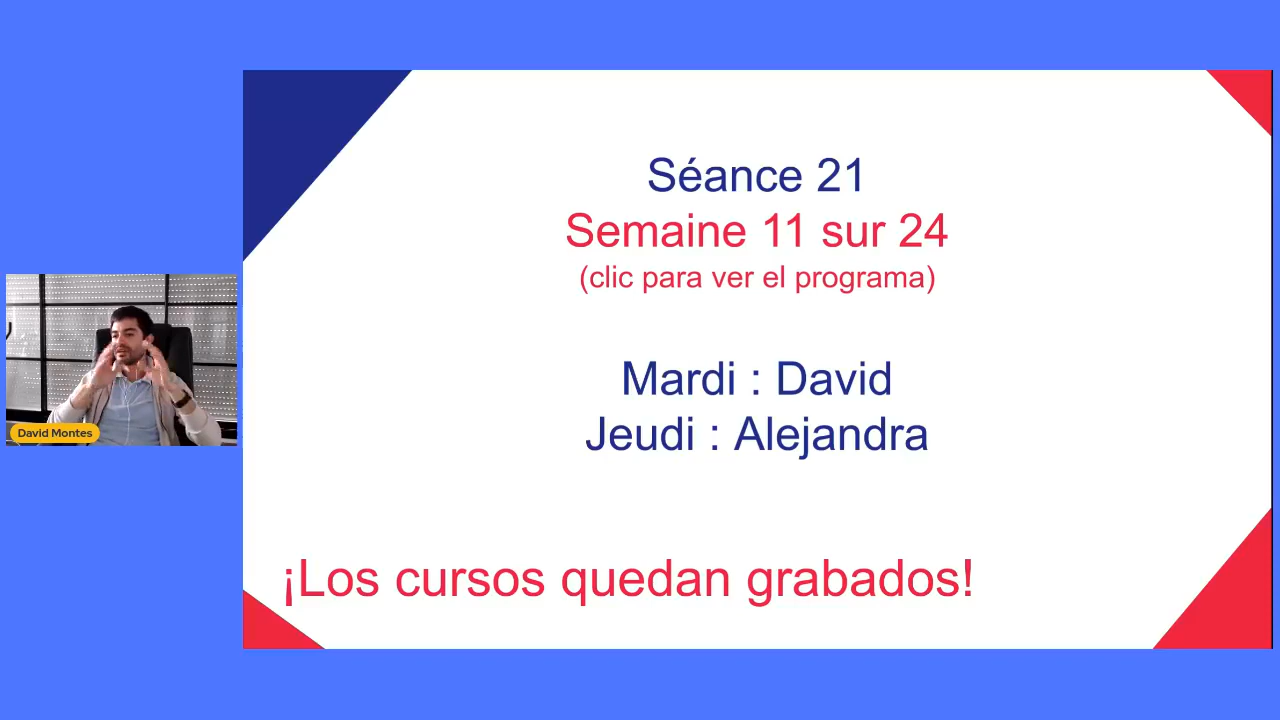 Séance 21
Semaine 11 sur 24
(clic para ver el programa)
Mardi : David
Jeudi : Alejandra
David Montes
¡Los cursos quedan grabados!